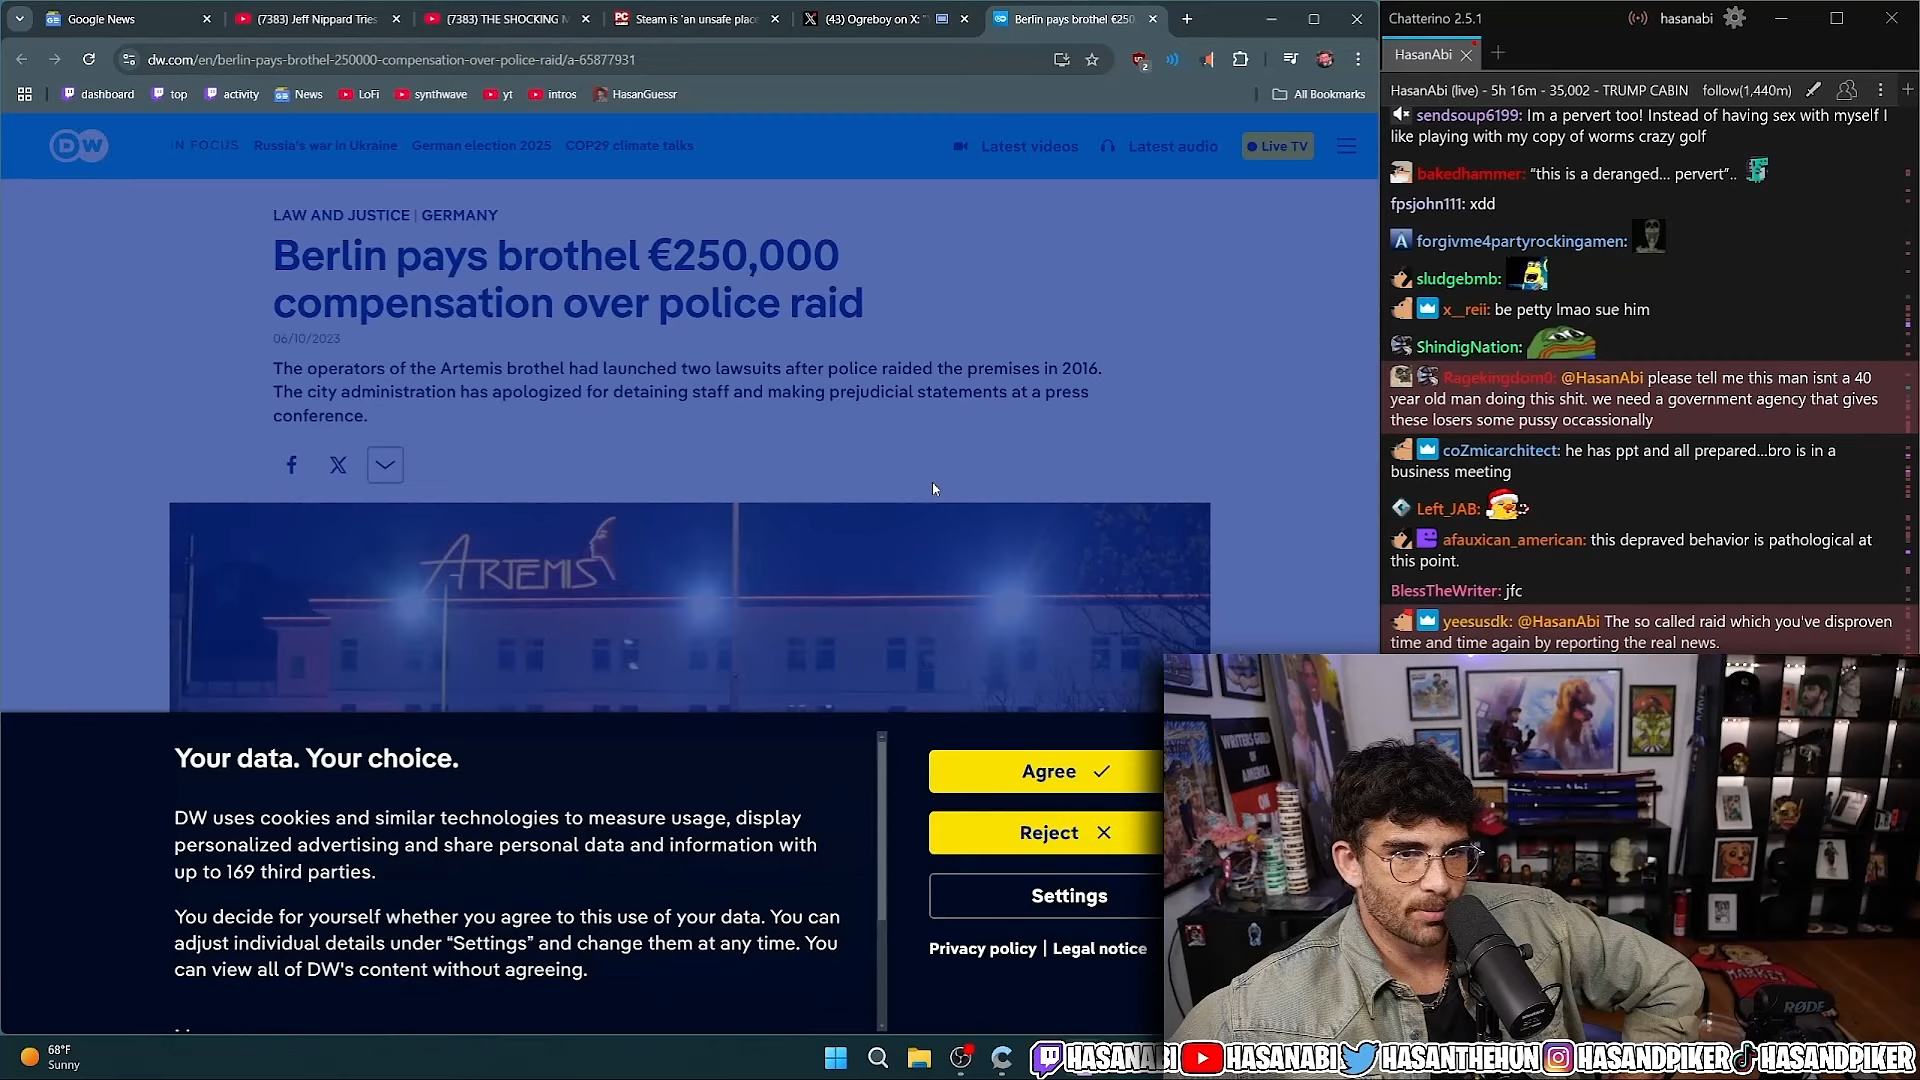 Google News
(7383) Jeff Nippard Tries
(7383) THE SHOCKING M
Steam is 'an unsafe place
(43) Ogreboy on X: "
Berlin pays brothel €250
dw.com/en/berlin-pays-brothel-250000-compensation-over-police-raid/a-65877931
2
dashboard
top
activity
News
LoFi
synthwave
yt
intros
HasanGuessr
All Bookmarks
DW
IN FOCUS
Russia's war in Ukraine
German election 2025
COP29 climate talks
Latest videos
Latest audio
Live TV
LAW AND JUSTICE | GERMANY
Berlin pays brothel €250,000
compensation over police raid
06/10/2023
The operators of the Artemis brothel had launched two lawsuits after police raided the premises in 2016.
The city administration has apologized for detaining staff and making prejudicial statements at a press
conference.
ARTEMIS
Your data. Your choice.
DW uses cookies and similar technologies to measure usage, display
personalized advertising and share personal data and information with
up to 169 third parties.
You decide for yourself whether you agree to this use of your data. You can
adjust individual details under “Settings” and change them at any time. You
can view all of DW's content without agreeing.
Agree
Reject
Settings
Privacy policy | Legal notice
68°F
Sunny
Chatterino 2.5.1
hasanabi
HasanAbi
HasanAbi (live) - 5h 16m - 35,002 - TRUMP CABIN
follow(1,440m)
sendsoup6199: Im a pervert too! Instead of having sex with myself I
like playing with my copy of worms crazy golf
bakedhammer: “this is a deranged... pervert”..
fpsjohn111: xdd
forgivme4partyrockingamen:
sludgebmb:
x__reii: be petty lmao sue him
ShindigNation:
Ragekingdom0: @HasanAbi please tell me this man isnt a 40
year old man doing this shit. we need a government agency that gives
these losers some pussy occassionally
coZmicarchitect: he has ppt and all prepared...bro is in a
business meeting
Left_JAB:
afauxican_american: this depraved behavior is pathological at
this point.
BlessTheWriter: jfc
yeesusdk: @HasanAbi The so called raid which you've disproven
time and time again by reporting the real news.
WRITERS GUILD
OF
AMERICA
ON
MARKET
RØDE
HASANABI
HASANABI
HASANTHEHUN
HASANDPIKER
HASANDPIKER